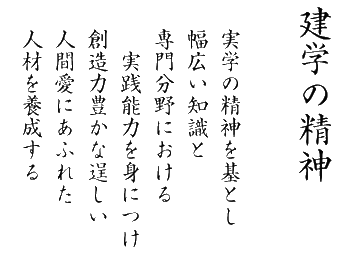 建学の精神
実学の精神を基とし
幅広い知識と
専門分野における
実践能力を身につけ
創造力豊かな逞しい
人間愛にあふれた
人材を養成する